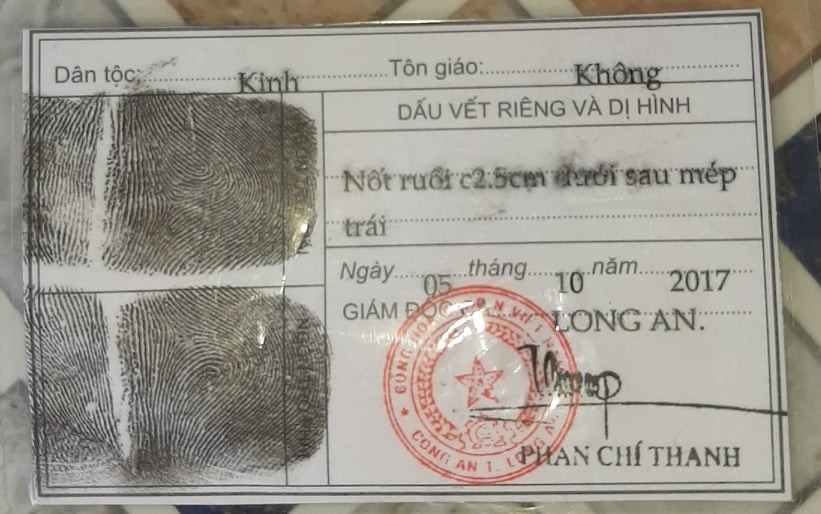 Dân tộc: Kinh Tôn giáo: Không
DẤU VẾT RIÊNG VÀ DỊ HÌNH
Nốt ruồi c2.5cm dưới sau mép
trái
Ngày 05 tháng 10 năm 2017
GIÁM ĐỐC LONG AN.
CÔNG AN T. LONG AN
PHAN CHÍ THANH